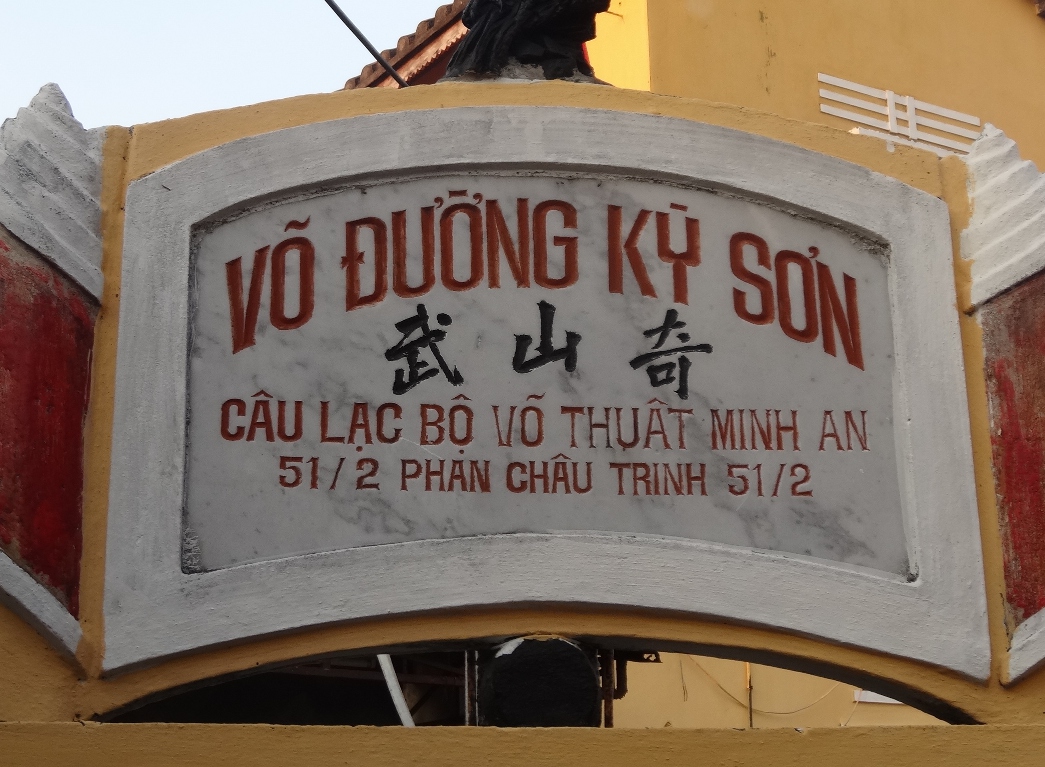 VÕ ĐƯỜNG KỲ SƠN
奇山武
CÂU LẠC BỘ VÕ THUẬT MINH AN
51/2 PHAN CHÂU TRINH 51/2